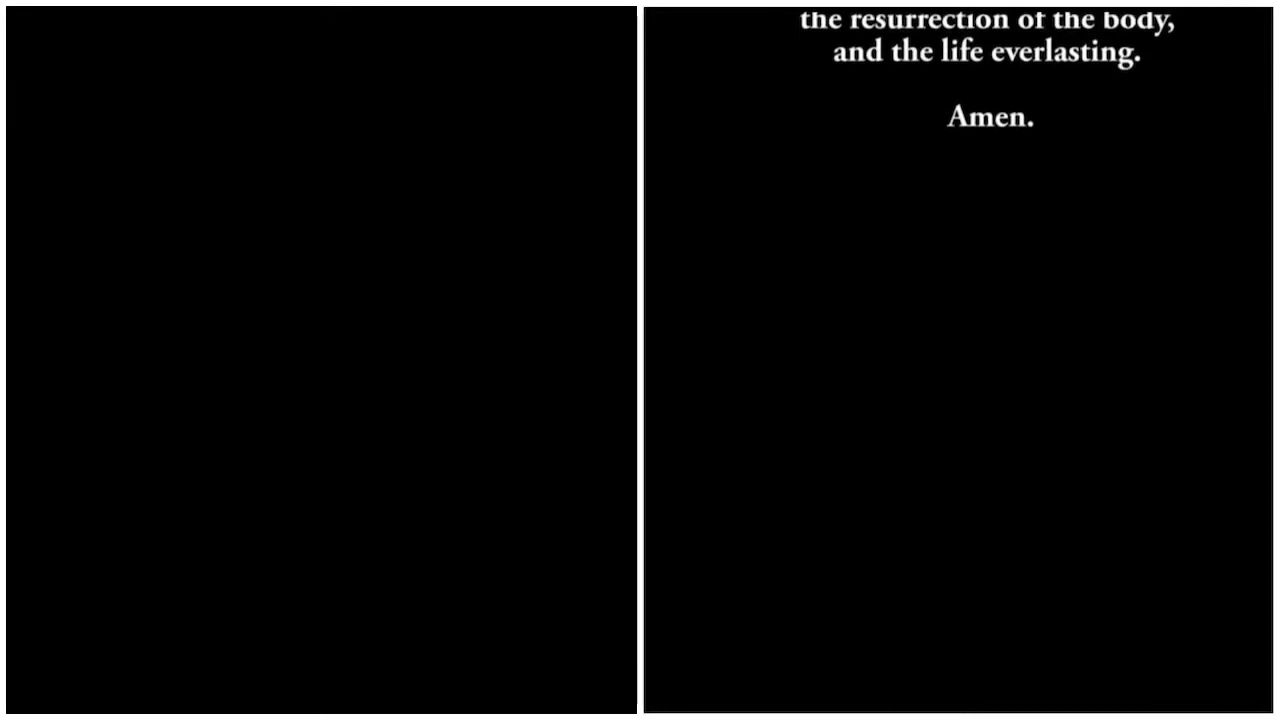 the resurrection of the body,
and the life everlasting.
Amen.